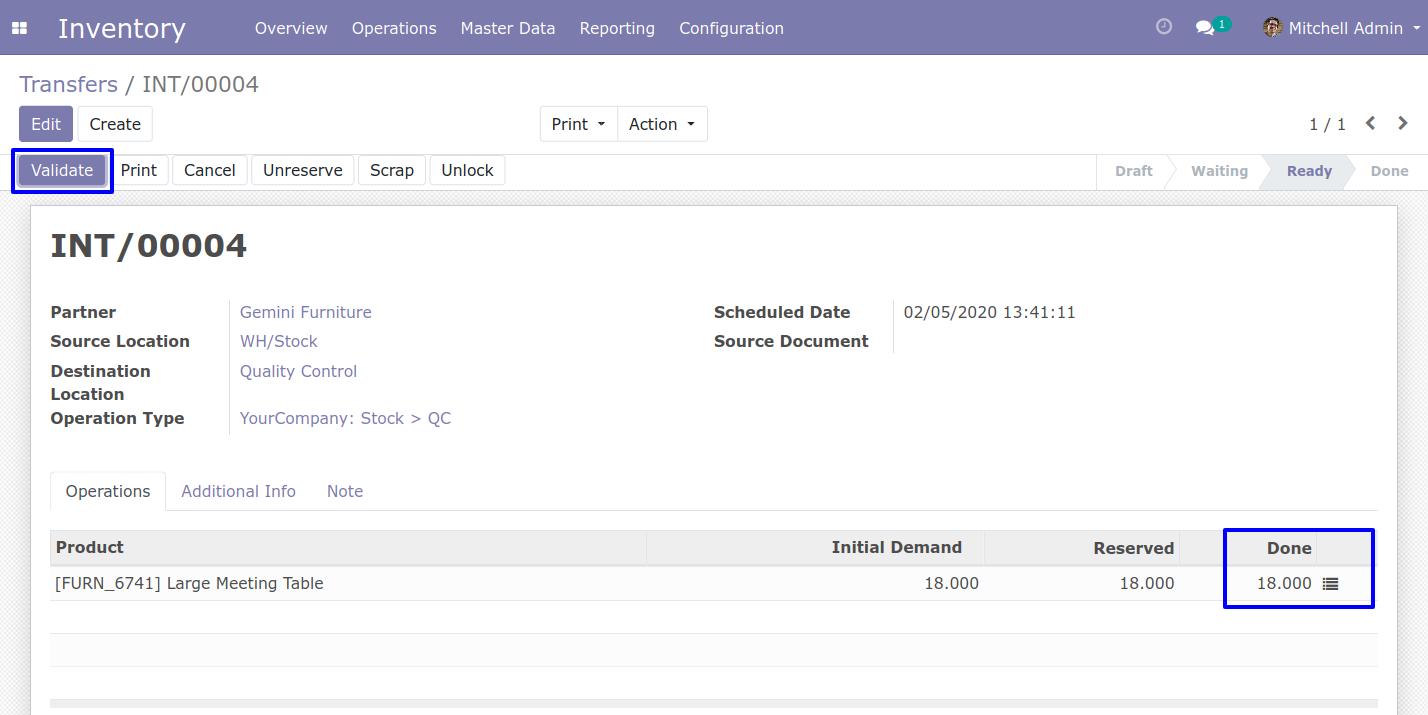 Inventory Overview Operations Master Data Reporting Configuration 1 Mitchell Admin
Transfers / INT/00004
Edit Create Print Action 1 / 1
Validate Print Cancel Unreserve Scrap Unlock Draft Waiting Ready Done
INT/00004
Partner Gemini Furniture Scheduled Date 02/05/2020 13:41:11
Source Location WH/Stock Source Document
Destination Quality Control
Location
Operation Type YourCompany: Stock > QC
Operations Additional Info Note
Product Initial Demand Reserved Done
[FURN_6741] Large Meeting Table 18.000 18.000 18.000